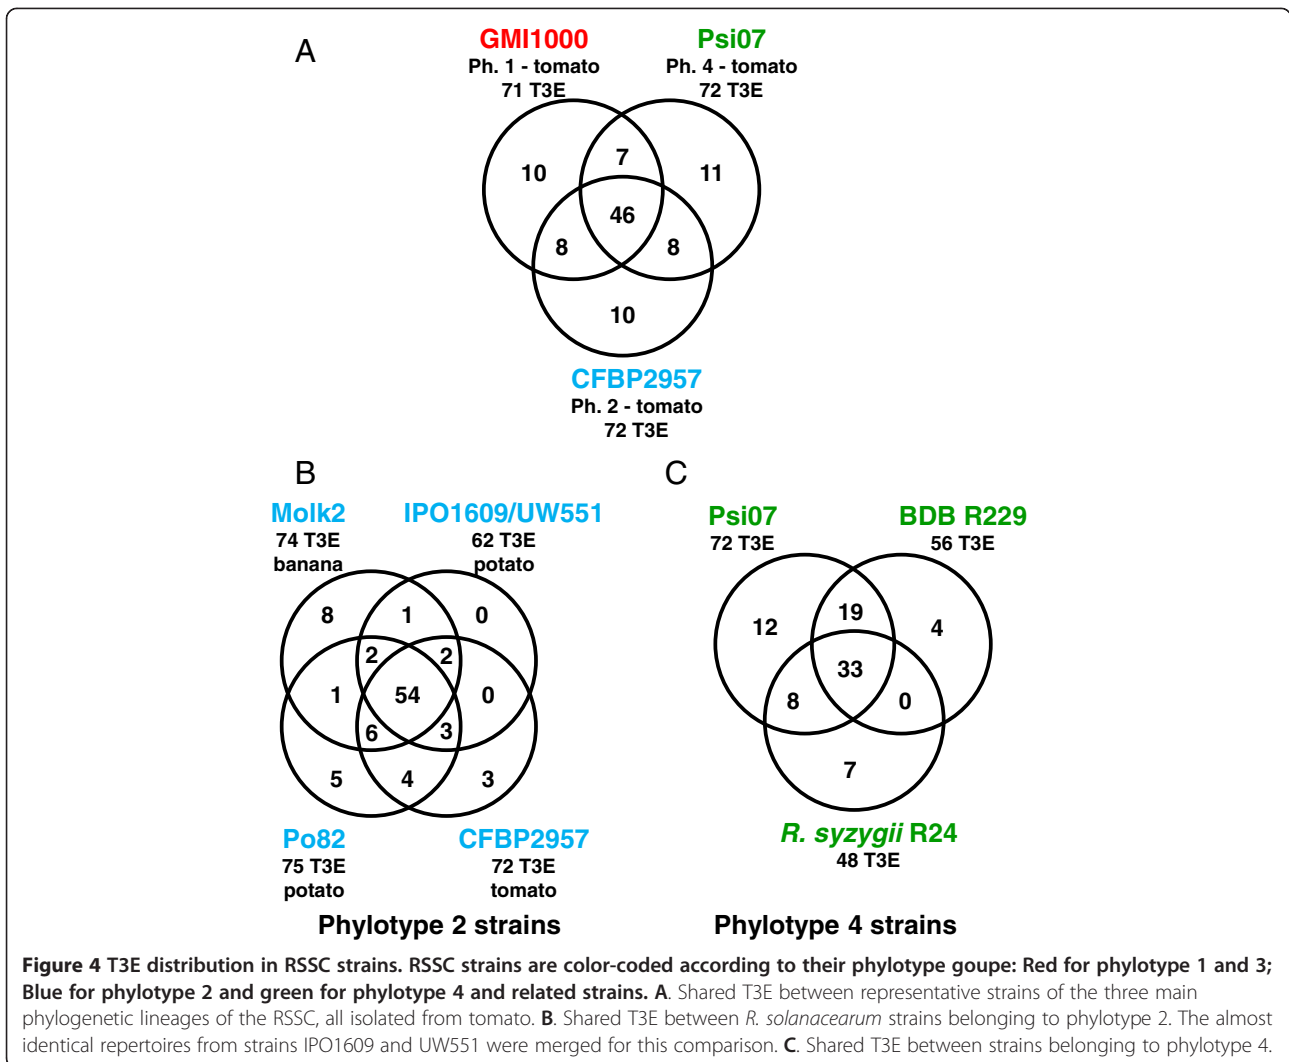 A
GMI1000
Ph. 1 - tomato
71 T3E
Psi07
Ph. 4 - tomato
72 T3E
10
7
11
46
8
8
10
CFBP2957
Ph. 2 - tomato
72 T3E
B
Molk2
74 T3E
banana
IPO1609/UW551
62 T3E
potato
8
1
0
2
2
1
54
0
6
3
5
4
3
Po82
75 T3E
potato
CFBP2957
72 T3E
tomato
Phylotype 2 strains
C
Psi07
72 T3E
BDB R229
56 T3E
12
19
4
33
8
0
7
R. syzygii R24
48 T3E
Phylotype 4 strains
Figure 4 T3E distribution in RSSC strains. RSSC strains are color-coded according to their phylotype goupe: Red for phylotype 1 and 3;
Blue for phylotype 2 and green for phylotype 4 and related strains. A. Shared T3E between representative strains of the three main
phylogenetic lineages of the RSSC, all isolated from tomato. B. Shared T3E between R. solanacearum strains belonging to phylotype 2. The almost
identical repertoires from strains IPO1609 and UW551 were merged for this comparison. C. Shared T3E between strains belonging to phylotype 4.